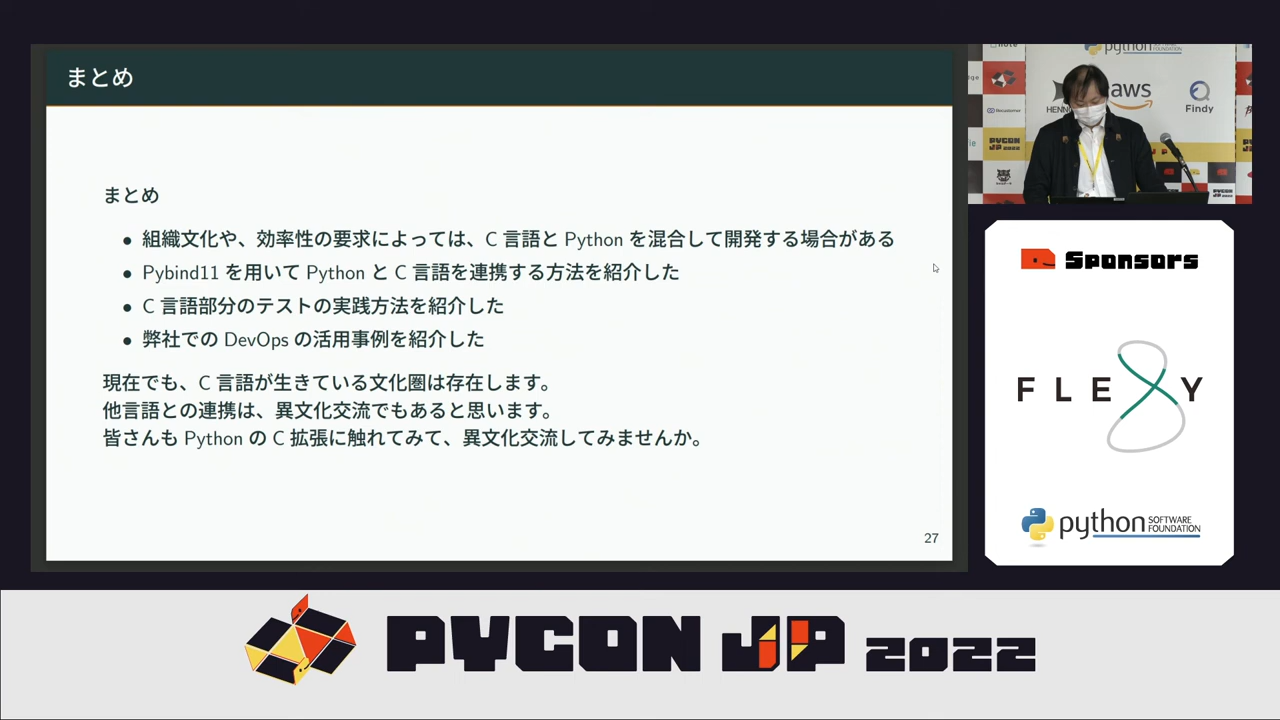 まとめ
まとめ
• 組織文化や、効率性の要求によっては、C 言語と Python を混合して開発する場合がある
• Pybind11 を用いて Python と C 言語を連携する方法を紹介した
• C 言語部分のテストの実践方法を紹介した
• 弊社での DevOps の活用事例を紹介した
現在でも、C 言語が生きている文化圏は存在します。
他言語との連携は、異文化交流でもあると思います。
皆さんも Python の C 拡張に触れてみて、異文化交流してみませんか。
27
python
aws
Findy
PYCON
JP 2022
Sponsors
FLEXY
python SOFTWARE
FOUNDATION
PYCON JP 2022